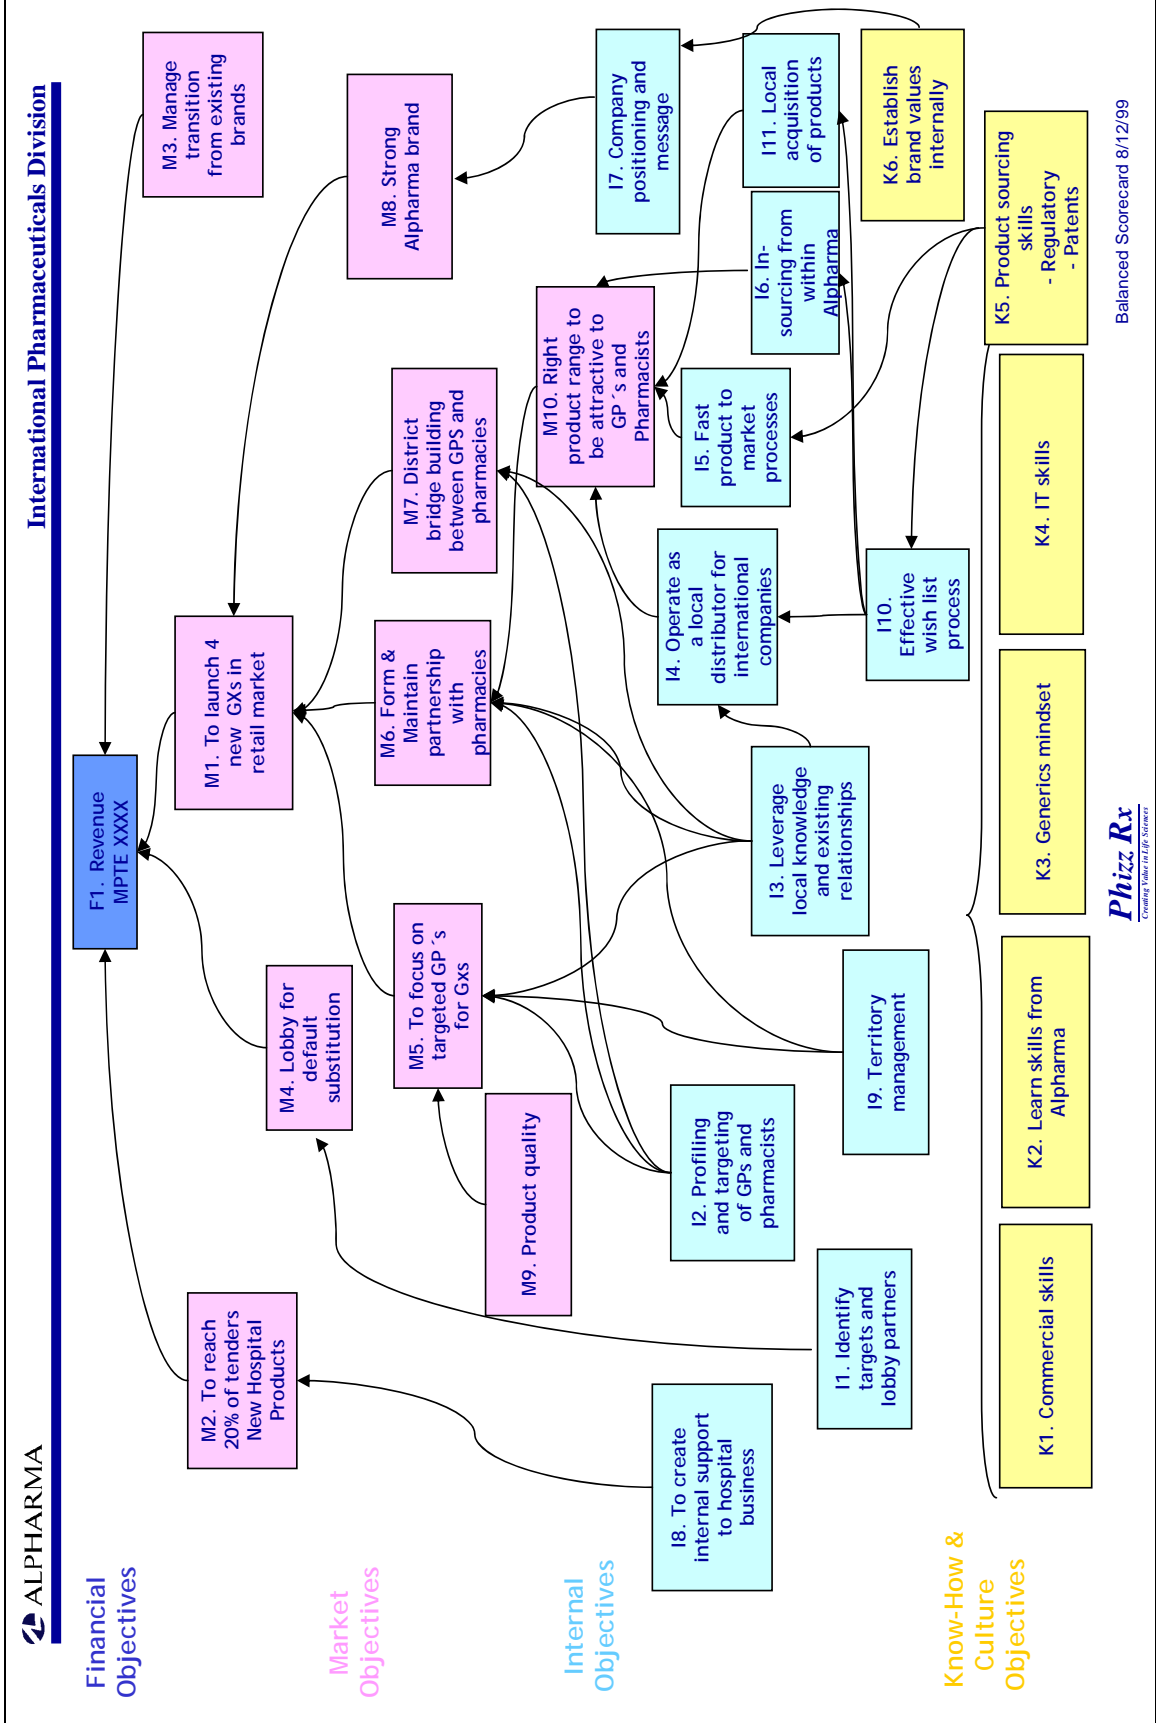 ALPHARMA
International Pharmaceuticals Division
Financial
Objectives
F1. Revenue
MPTE XXXX
Market
Objectives
M2. To reach
20% of tenders
New Hospital
Products
M4. Lobby for
default
substitution
M1. To launch 4
new GXs in
retail market
M3. Manage
transition
from existing
brands
M8. Strong
Alpharma brand
M5. To focus on
targeted GP´s
for Gxs
M6. Form &
Maintain
partnership
with
pharmacies
M7. District
bridge building
between GPS and
pharmacies
M9. Product quality
M10. Right
product range to
be attractive to
GP´s and
Pharmacists
Internal
Objectives
I8. To create
internal support
to hospital
business
I1. Identify
targets and
lobby partners
I2. Profiling
and targeting
of GPs and
pharmacists
I9. Territory
management
I3. Leverage
local knowledge
and existing
relationships
I4. Operate as
a local
distributor for
international
companies
I5. Fast
product to
market
processes
I6. In-
sourcing from
within
Alpharma
I7. Company
positioning and
message
I11. Local
acquisition
of products
I10.
Effective
wish list
process
Know-How &
Culture
Objectives
K1. Commercial skills
K2. Learn skills from
Alpharma
K3. Generics mindset
K4. IT skills
K5. Product sourcing
skills
- Regulatory
- Patents
K6. Establish
brand values
internally
Phizz Rx
Creating Value in Life Sciences
Balanced Scorecard 8/12/99